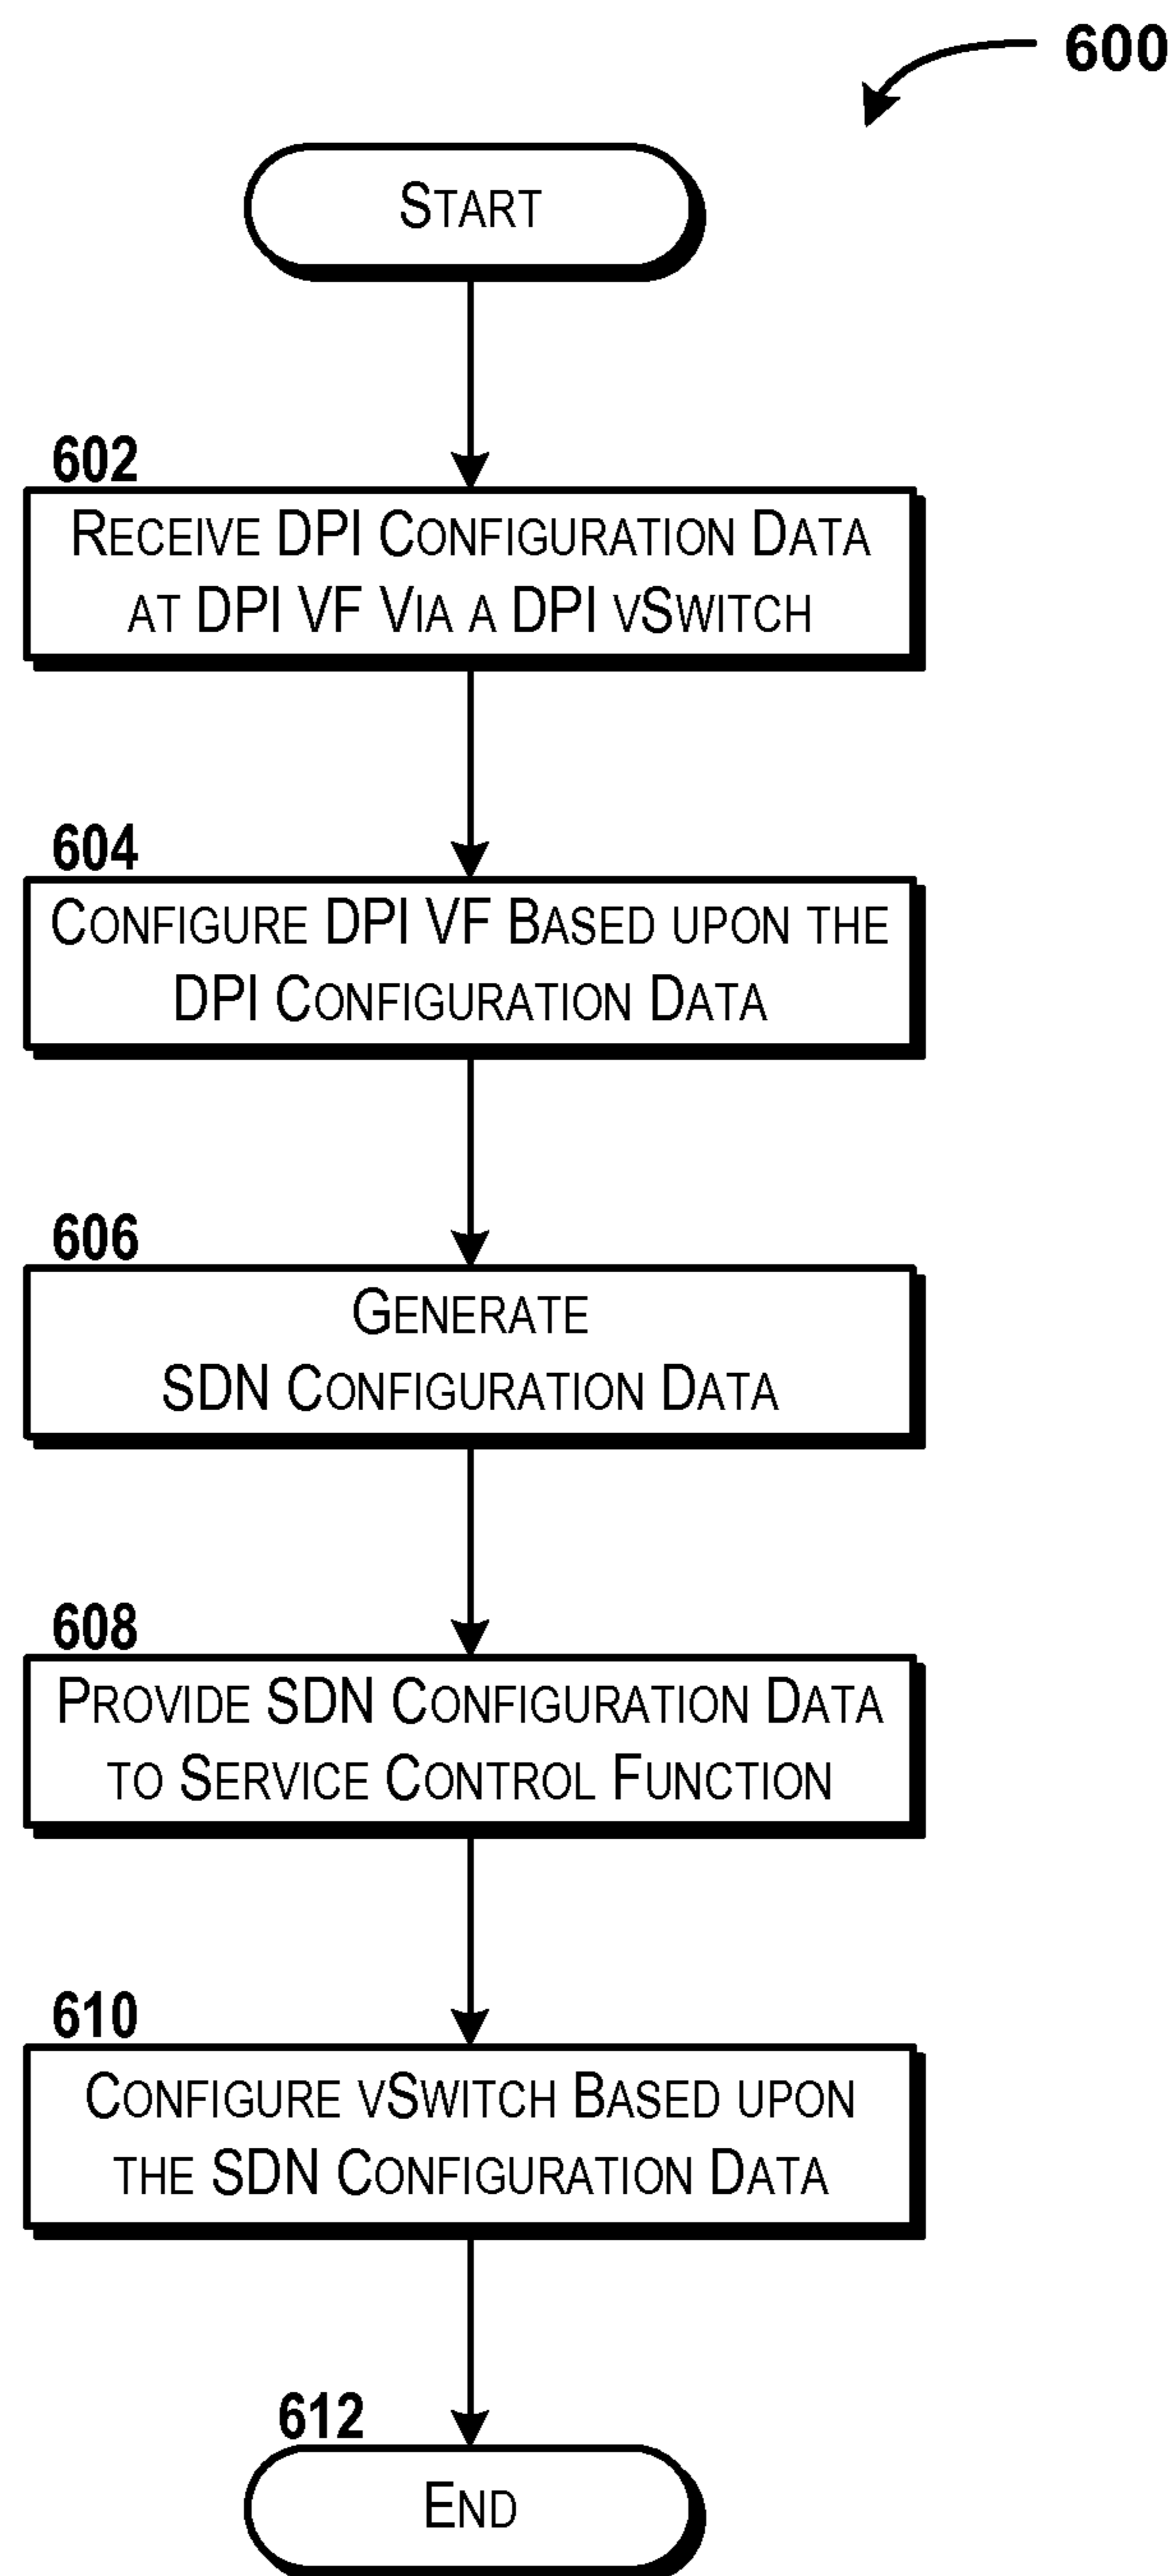 600
START
602
RECEIVE DPI CONFIGURATION DATA
AT DPI VF VIA A DPI VSWITCH
604
CONFIGURE DPI VF BASED UPON THE
DPI CONFIGURATION DATA
606
GENERATE
SDN CONFIGURATION DATA
608
PROVIDE SDN CONFIGURATION DATA
TO SERVICE CONTROL FUNCTION
610
CONFIGURE VSWITCH BASED UPON
THE SDN CONFIGURATION DATA
612
END